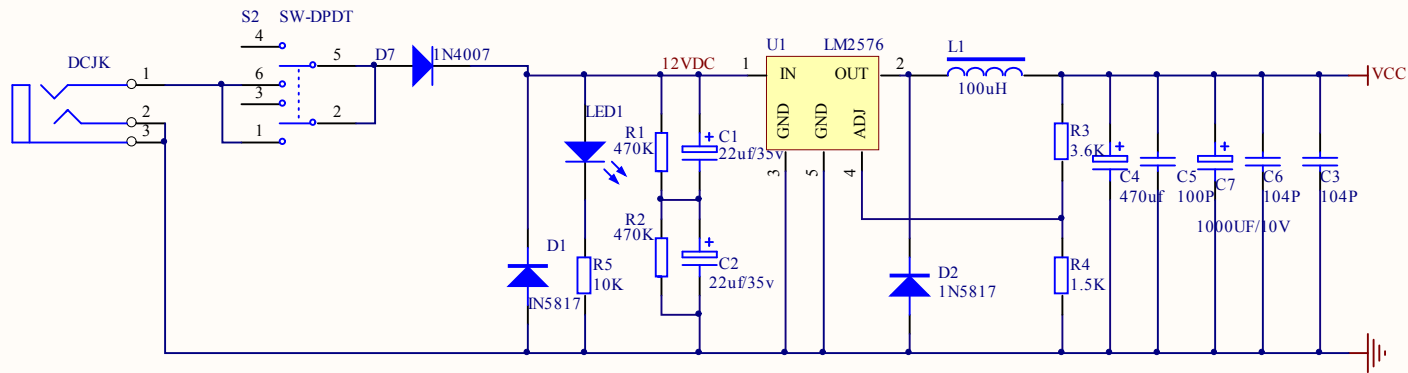 S2 SW-DPDT
4
DCJK
5
D7
1N4007
1
6
3
2
2
3
1
12VDC
1
U1 LM2576
IN OUT
GND
GND
ADJ
2
3
5
4
L1
100uH
VCC
LED1
R1
470K
C1
22uf/35v
R2
470K
C2
22uf/35v
D1
IN5817
R5
10K
D2
1N5817
R3
3.6K
R4
1.5K
C4
470uf
C5
100P
C7
1000UF/10V
C6
104P
C3
104P